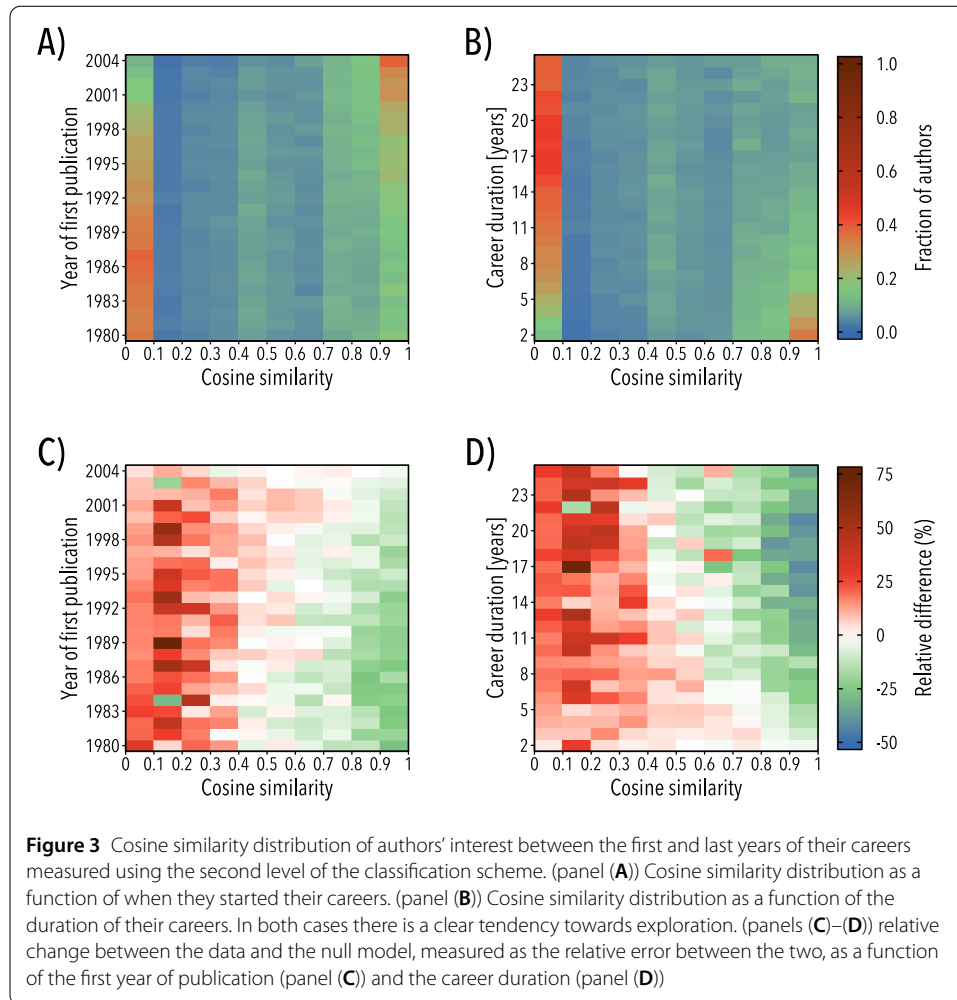 A)
2004
2001
1998
1995
1992
1989
1986
1983
1980
Year of first publication
0 0.1 0.2 0.3 0.4 0.5 0.6 0.7 0.8 0.9 1
Cosine similarity
B)
23
20
17
14
11
8
5
2
Career duration [years]
0 0.1 0.2 0.3 0.4 0.5 0.6 0.7 0.8 0.9 1
Cosine similarity
1.0
0.8
0.6
0.4
0.2
0.0
Fraction of authors
C)
2004
2001
1998
1995
1992
1989
1986
1983
1980
Year of first publication
0 0.1 0.2 0.3 0.4 0.5 0.6 0.7 0.8 0.9 1
Cosine similarity
D)
23
20
17
14
11
8
5
2
Career duration [years]
0 0.1 0.2 0.3 0.4 0.5 0.6 0.7 0.8 0.9 1
Cosine similarity
75
50
25
0
-25
-50
Relative difference (%)
Figure 3 Cosine similarity distribution of authors' interest between the first and last years of their careers
measured using the second level of the classification scheme. (panel (A)) Cosine similarity distribution as a
function of when they started their careers. (panel (B)) Cosine similarity distribution as a function of the
duration of their careers. In both cases there is a clear tendency towards exploration. (panels (C)–(D)) relative
change between the data and the null model, measured as the relative error between the two, as a function
of the first year of publication (panel (C)) and the career duration (panel (D))